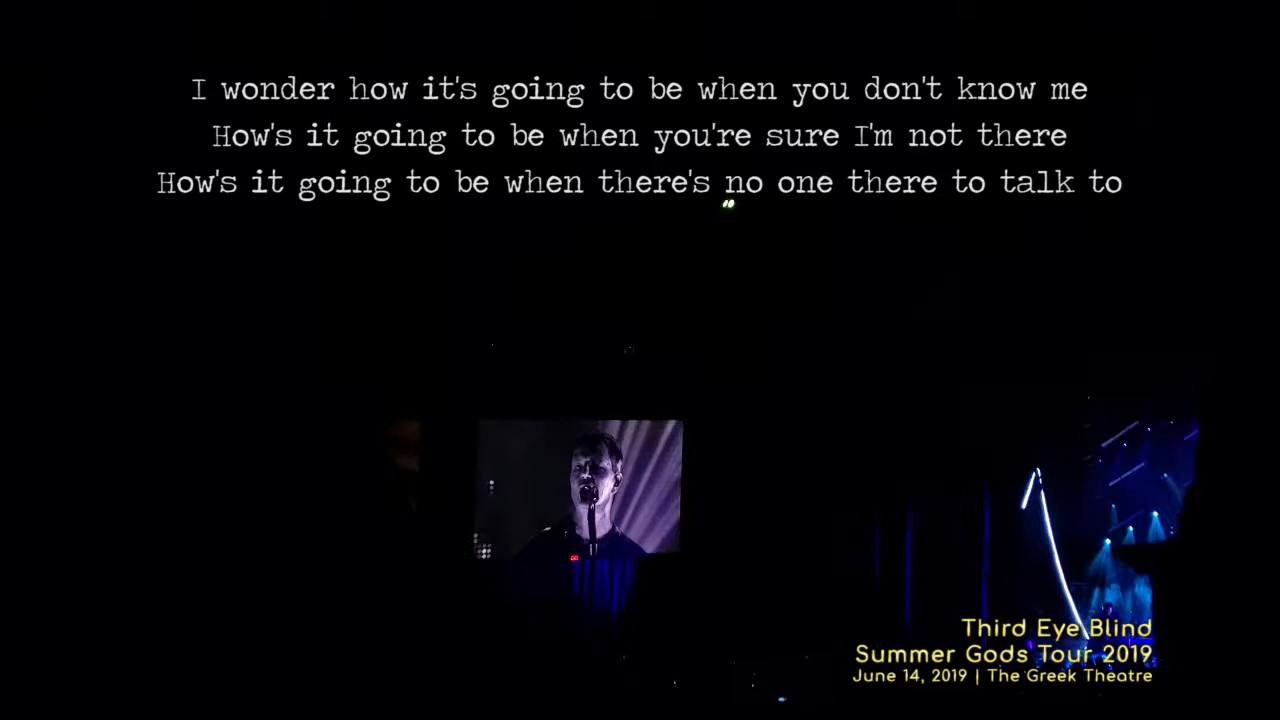 I wonder how it's going to be when you don't know me
How's it going to be when you're sure I'm not there
How's it going to be when there's no one there to talk to
Third Eye Blind
Summer Gods Tour 2019
June 14, 2019 | The Greek Theatre